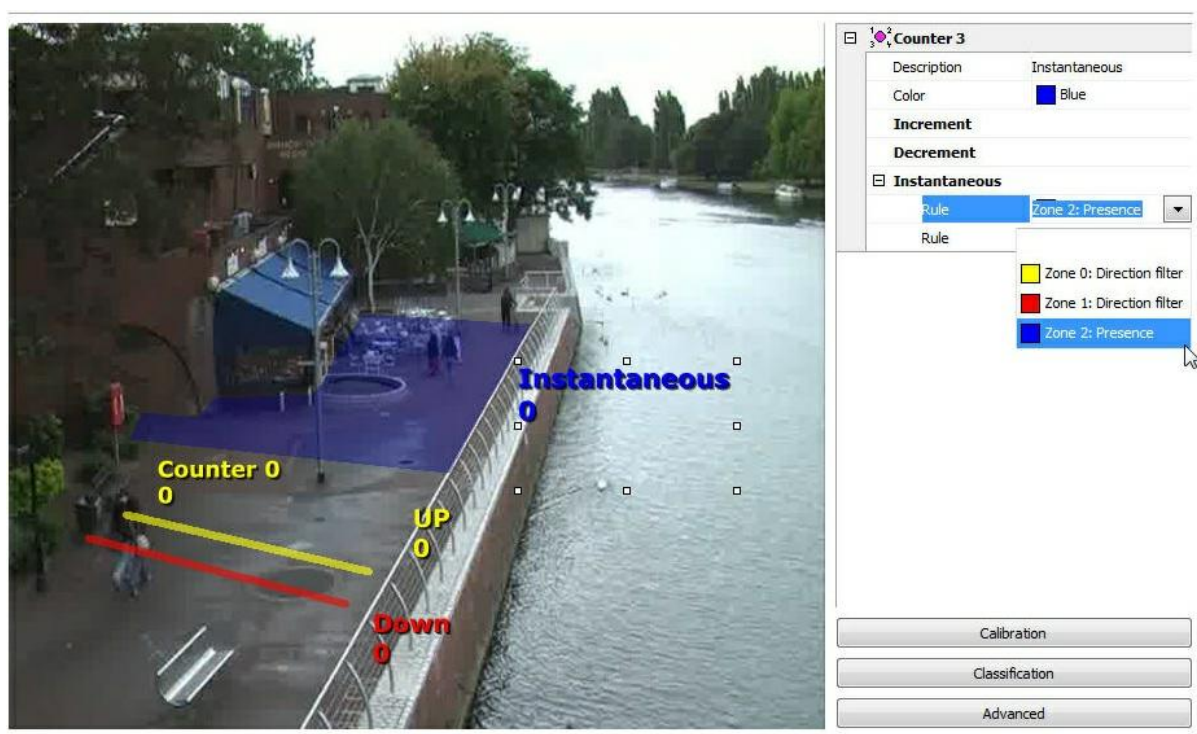 Counter 3
Description Instantaneous
Color Blue
Increment
Decrement
Instantaneous
Rule Zone 2: Presence
Rule
Zone 0: Direction filter
Zone 1: Direction filter
Zone 2: Presence
Instantaneous
0
Counter 0
0
UP
0
Down
0
Calibration
Classification
Advanced